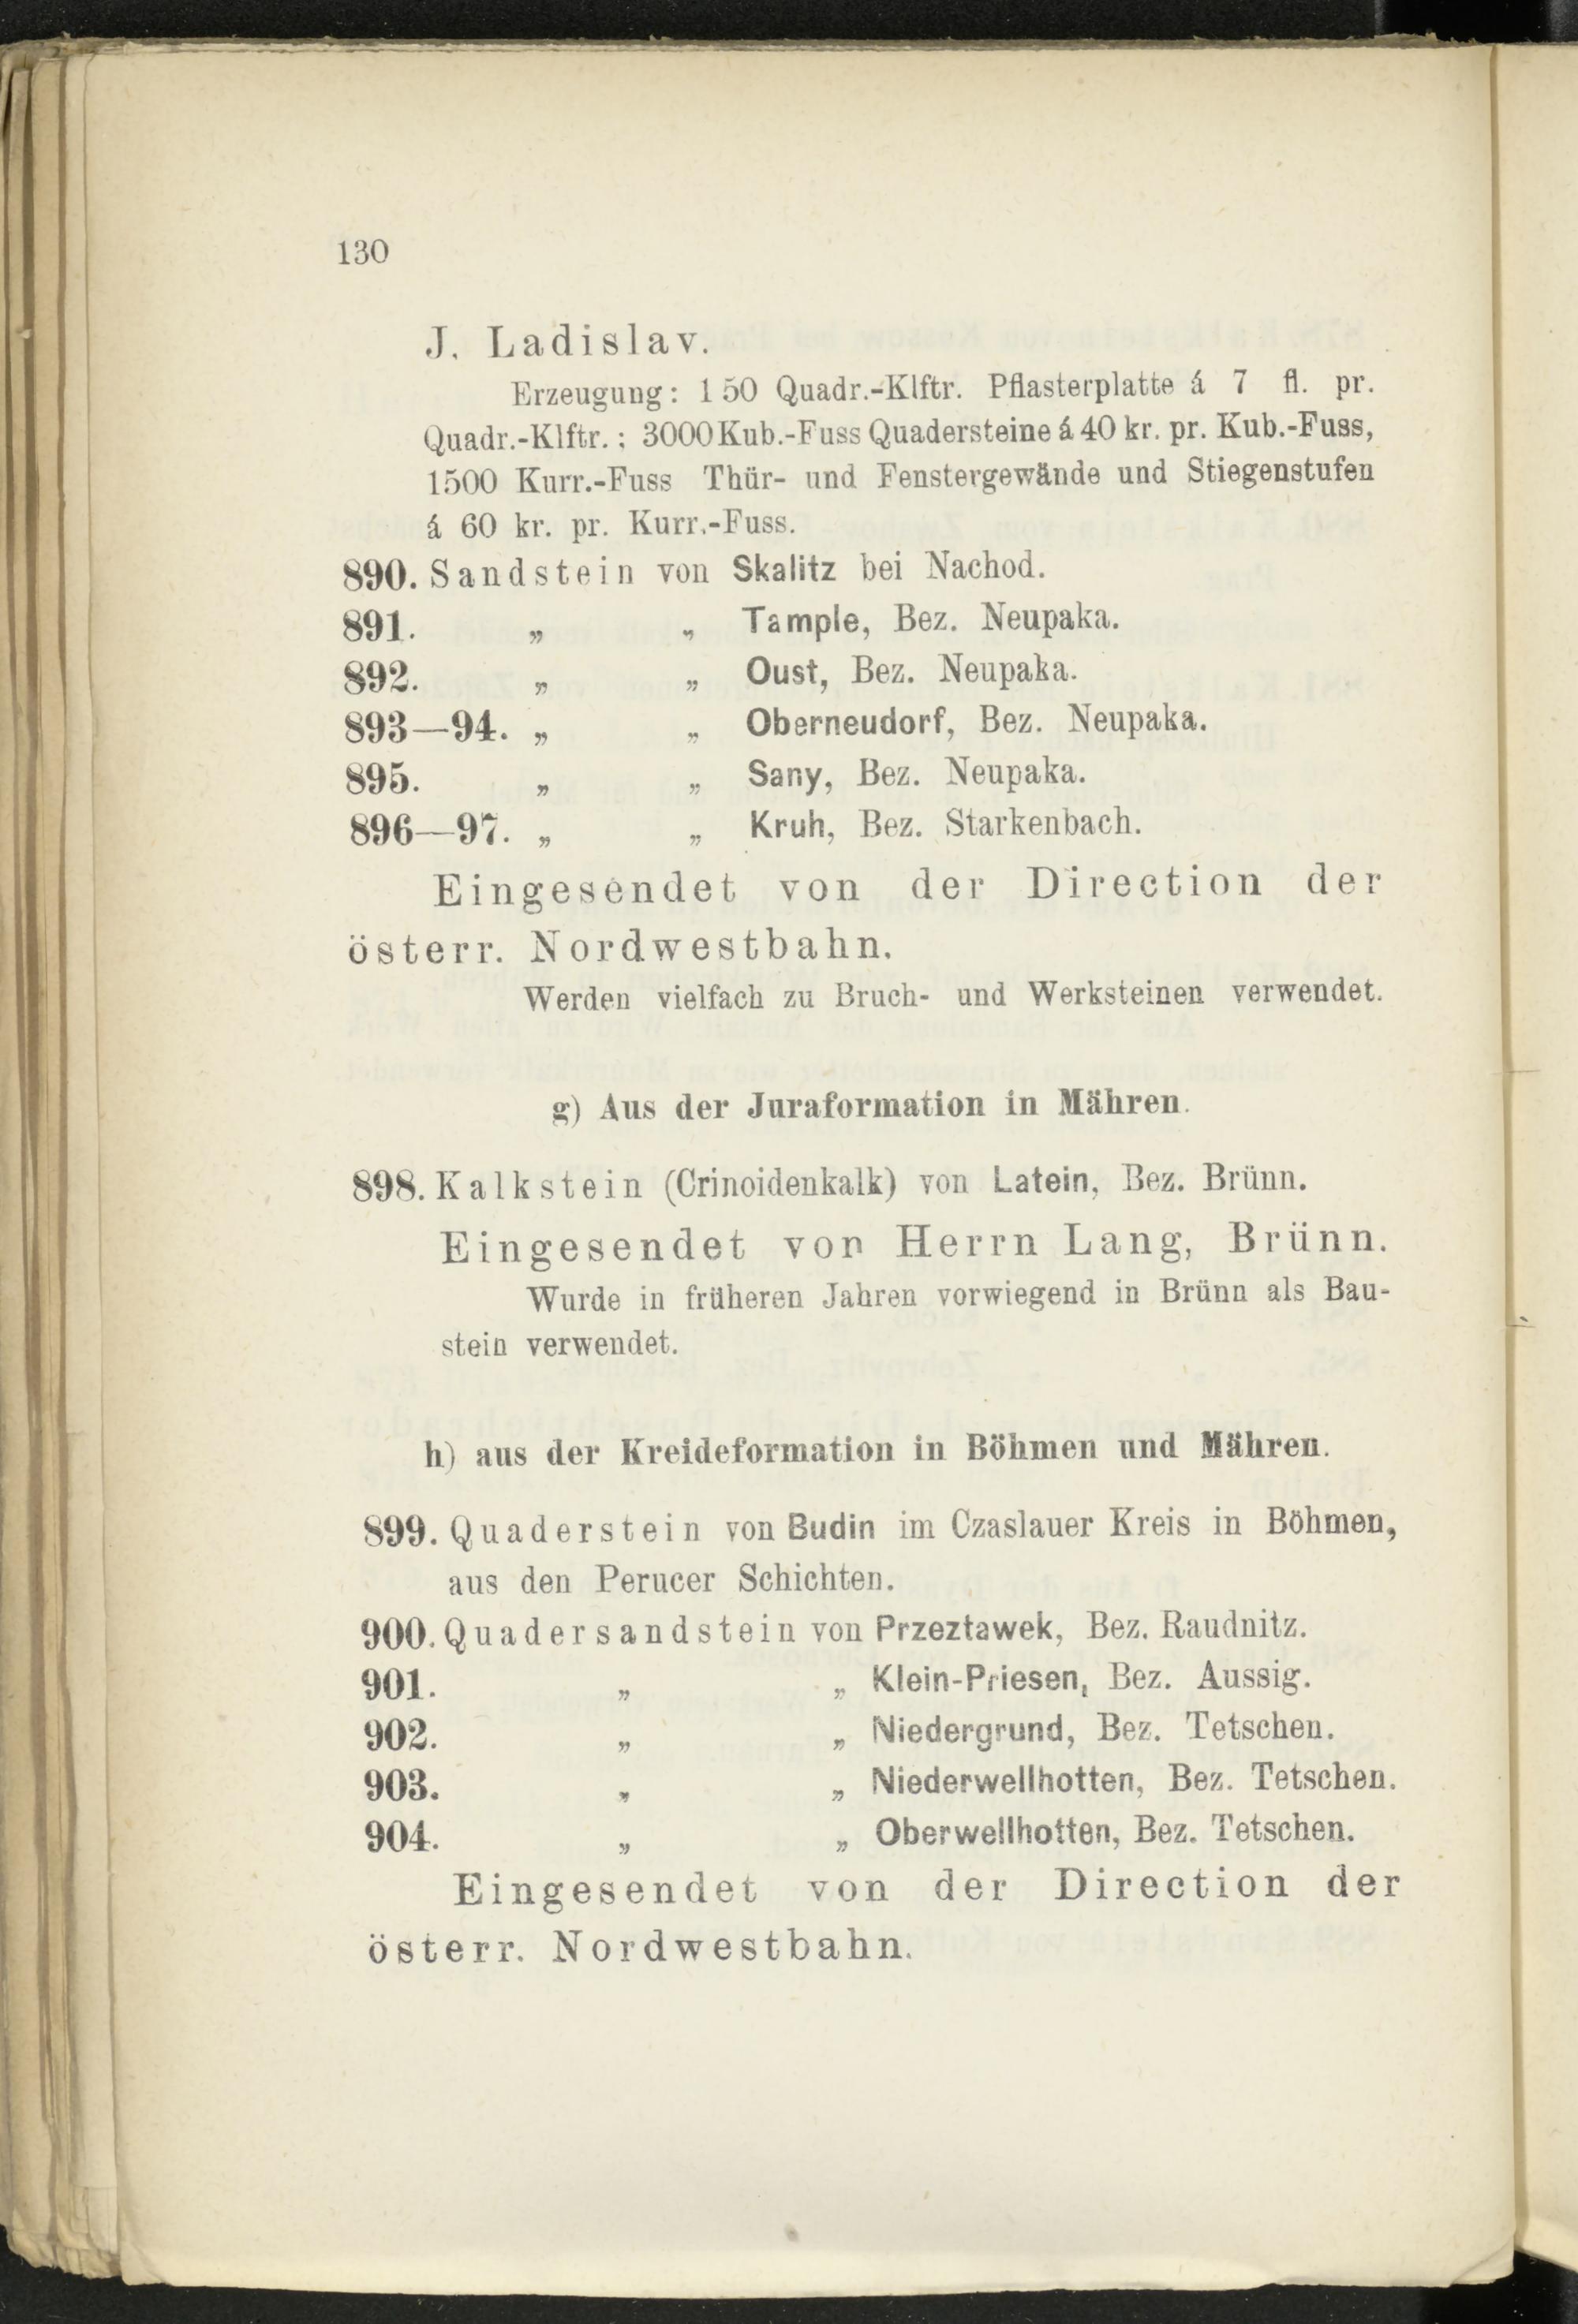 130
J. Ladislav.
Erzeugung: 150 Quadr.-Klftr. Pflasterplatte á 7 fl. pr.
Quadr.-Klftr.; 3000 Kub.-Fuss Quadersteine á 40 kr. pr. Kub.-Fuss,
1500 Kurr.-Fuss Thür- und Fenstergewände und Stiegenstufen
á 60 kr. pr. Kurr.-Fuss.
890. Sandstein von Skalitz bei Nachod.
891. „ „ Tample, Bez. Neupaka.
892. „ „ Oust, Bez. Neupaka.
893—94. „ „ Oberneudorf, Bez. Neupaka.
895. „ „ Sany, Bez. Neupaka.
896—97. „ „ Kruh, Bez. Starkenbach.
Eingesendet von der Direction der
österr. Nordwestbahn.
Werden vielfach zu Bruch- und Werksteinen verwendet.
g) Aus der Juraformation in Mähren.
898. Kalkstein (Crinoidenkalk) von Latein, Bez. Brünn.
Eingesendet von Herrn Lang, Brünn.
Wurde in früheren Jahren vorwiegend in Brünn als Bau-
stein verwendet.
h) aus der Kreideformation in Böhmen und Mähren.
899. Quaderstein von Budin im Czaslauer Kreis in Böhmen,
aus den Perucer Schichten.
900. Quadersandstein von Przeztawek, Bez. Raudnitz.
901. „ „ Klein-Priesen, Bez. Aussig.
902. „ „ Niedergrund, Bez. Tetschen.
903. „ „ Niederwellhotten, Bez. Tetschen.
904. „ „ Oberwellhotten, Bez. Tetschen.
Eingesendet von der Direction der
österr. Nordwestbahn.